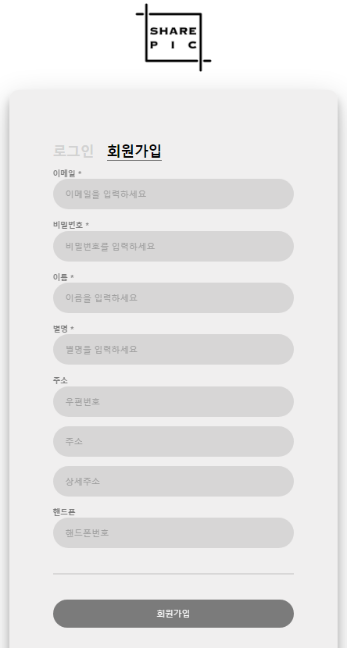 SHARE
P I C
로그인 회원가입
이메일 *
이메일을 입력하세요
비밀번호 *
비밀번호를 입력하세요
이름 *
이름을 입력하세요
별명 *
별명을 입력하세요
주소
우편번호
주소
상세주소
핸드폰
핸드폰번호
회원가입